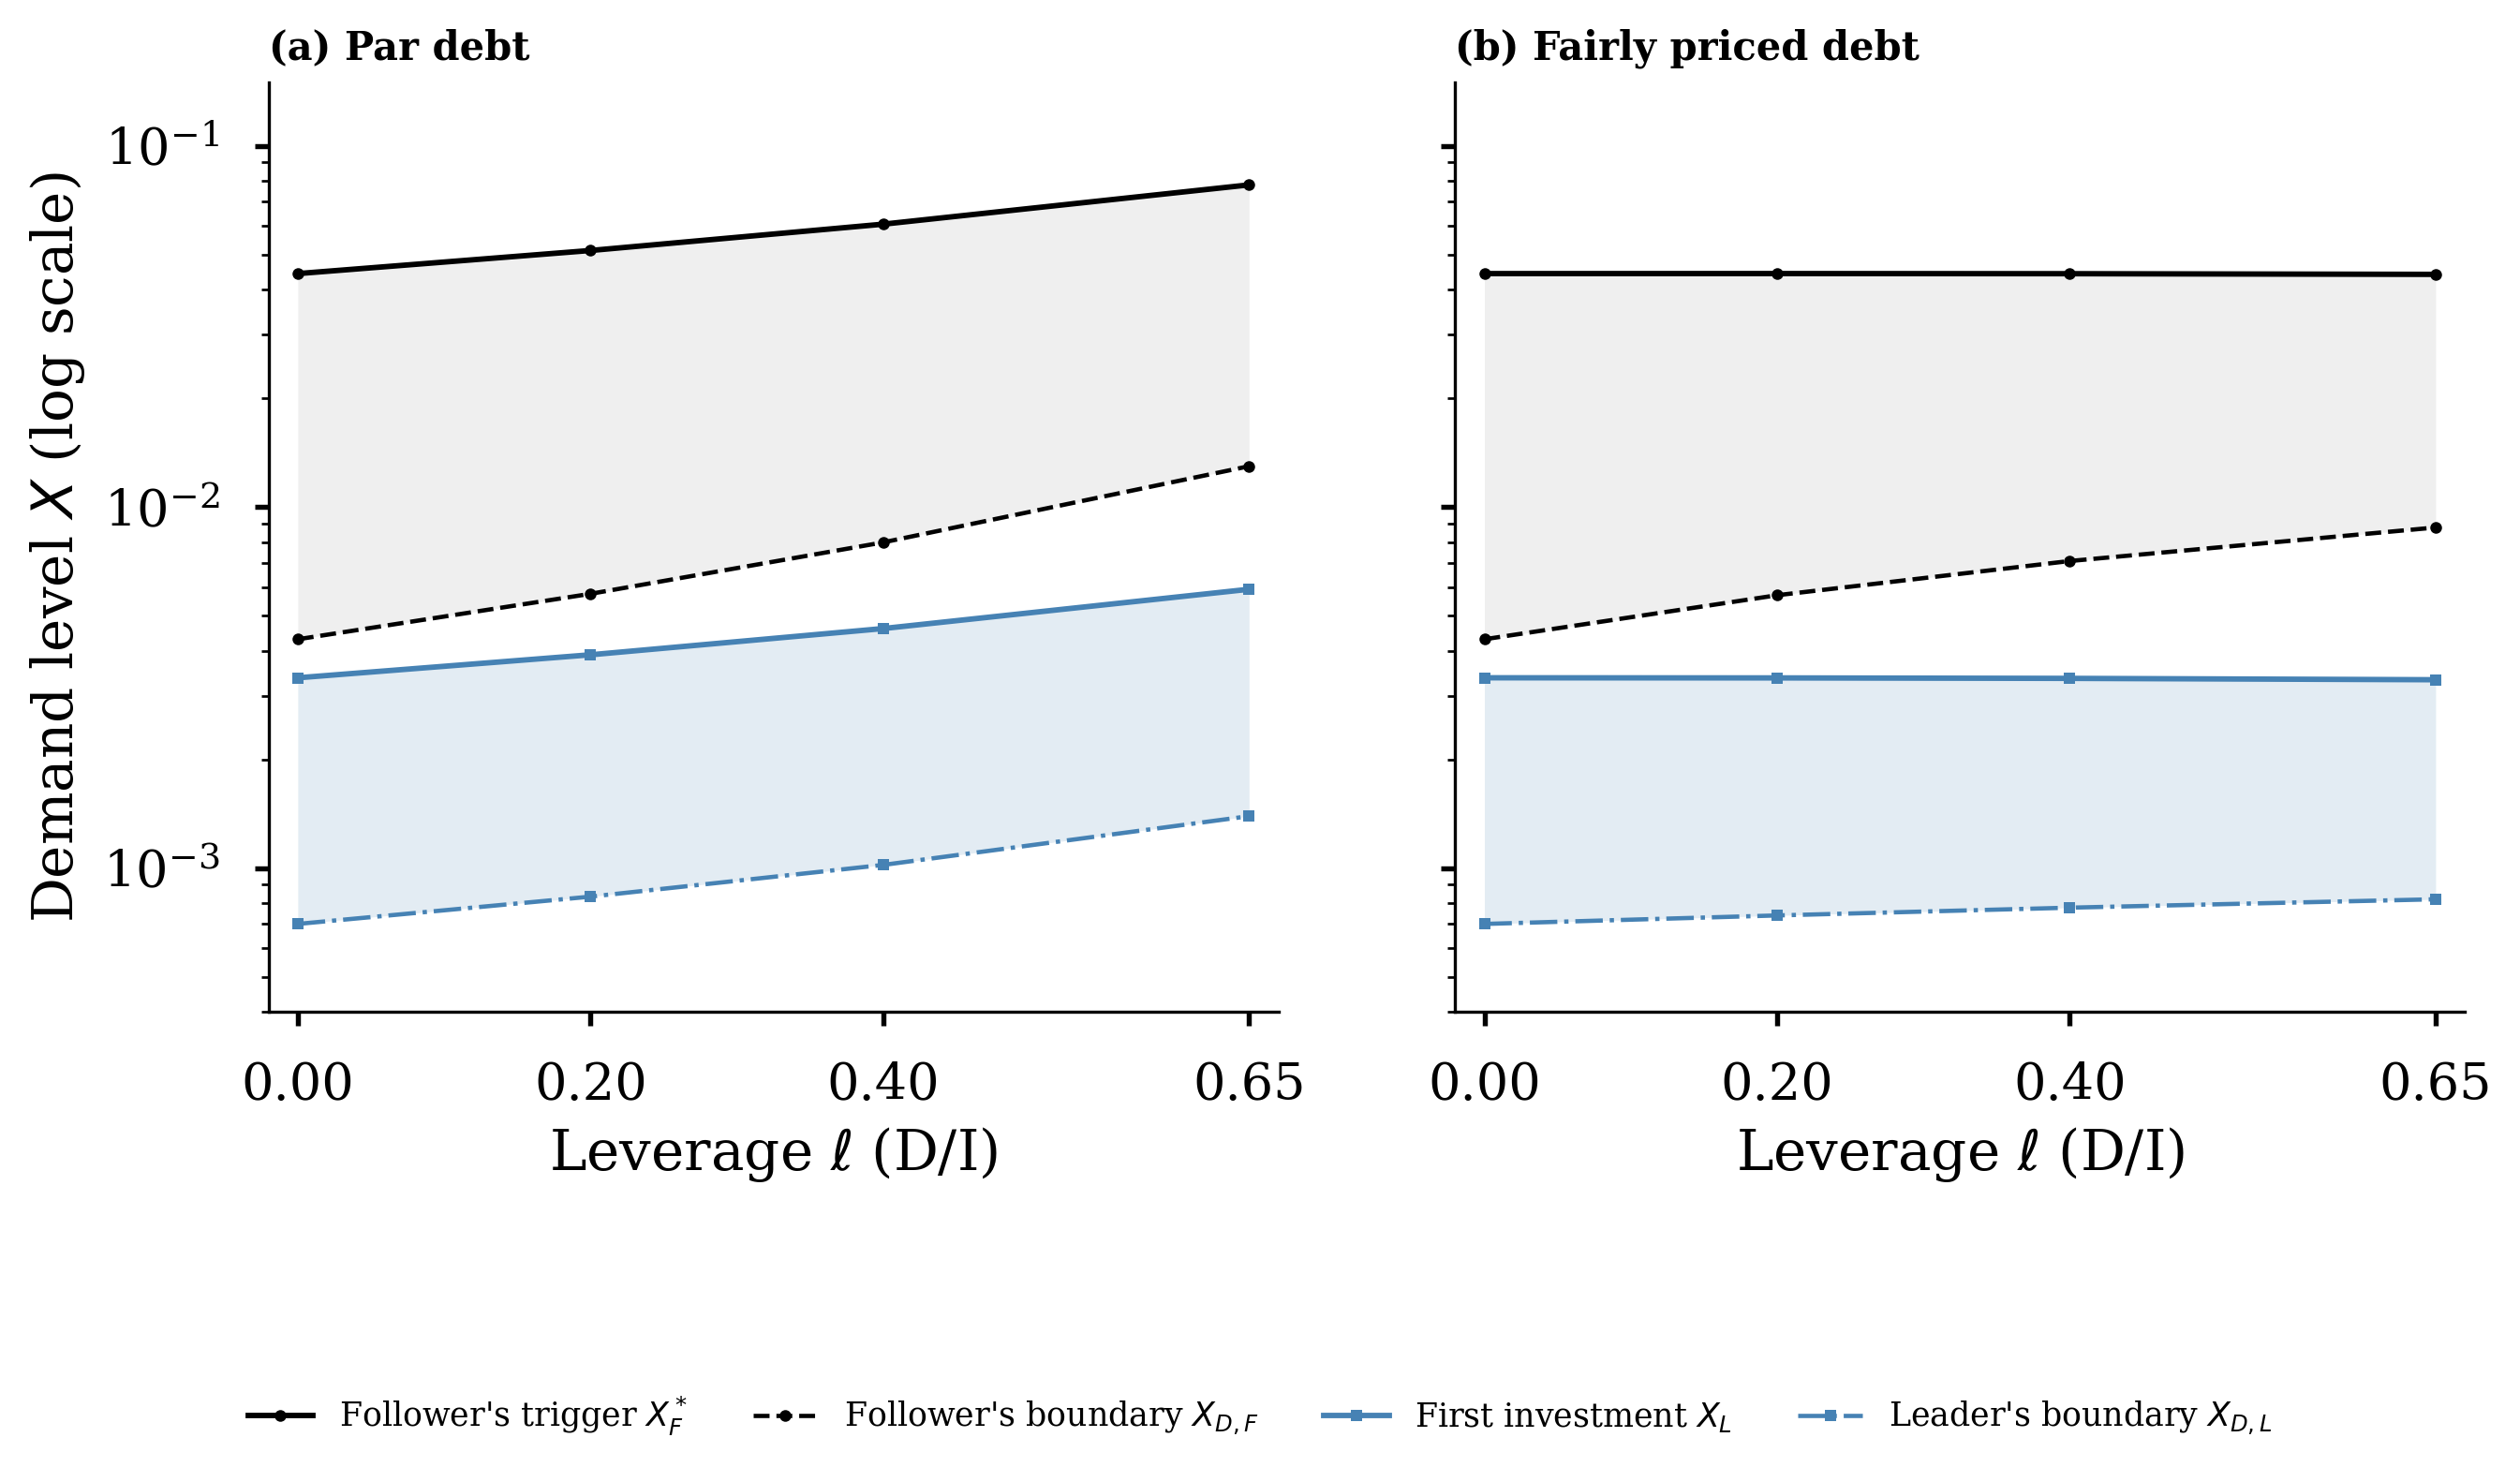 (a) Par debt
(b) Fairly priced debt
Demand level X (log scale)
10⁻¹
10⁻²
10⁻³
0.00 0.20 0.40 0.65
0.00 0.20 0.40 0.65
Leverage ℓ (D/I)
Leverage ℓ (D/I)
Follower's trigger X*_F
Follower's boundary X_{D,F}
First investment X_L
Leader's boundary X_{D,L}